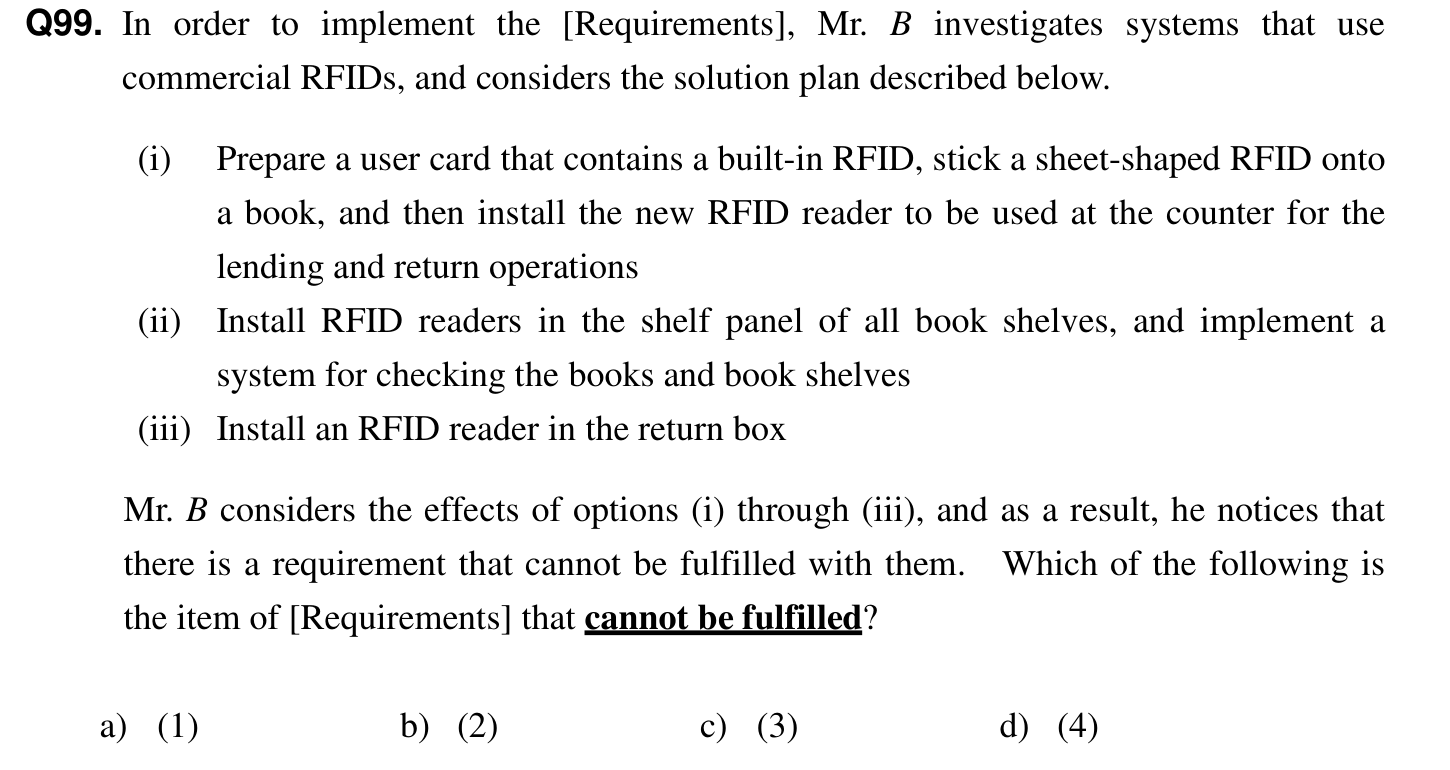 Q99. In order to implement the [Requirements], Mr. B investigates systems that use
commercial RFIDs, and considers the solution plan described below.
(i) Prepare a user card that contains a built-in RFID, stick a sheet-shaped RFID onto
a book, and then install the new RFID reader to be used at the counter for the
lending and return operations
(ii) Install RFID readers in the shelf panel of all book shelves, and implement a
system for checking the books and book shelves
(iii) Install an RFID reader in the return box
Mr. B considers the effects of options (i) through (iii), and as a result, he notices that
there is a requirement that cannot be fulfilled with them. Which of the following is
the item of [Requirements] that cannot be fulfilled?
a) (1) b) (2) c) (3) d) (4)